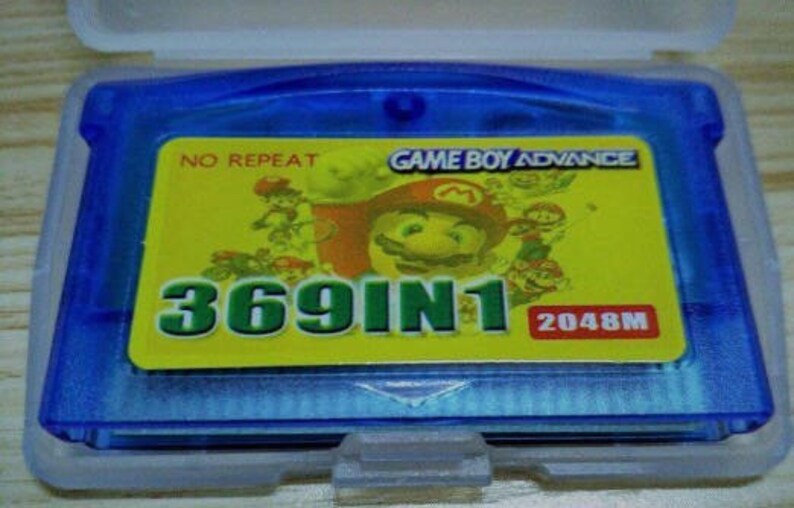 NO REPEAT
GAME BOY ADVANCE
M
369IN1
2048M